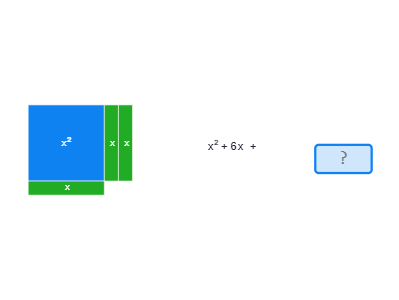 x²
x
x
x
x² + 6x +
?